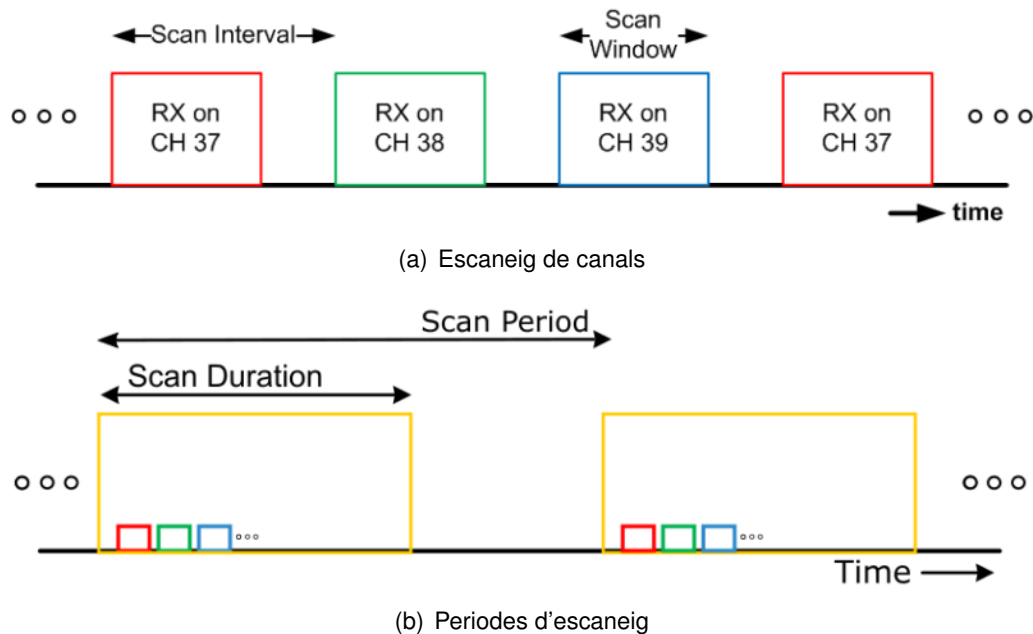 Scan Interval
Scan
Window
RX on
CH 37
RX on
CH 38
RX on
CH 39
RX on
CH 37
time
(a) Escaneig de canals
Scan Period
Scan Duration
Time
(b) Periodes d'escaneig